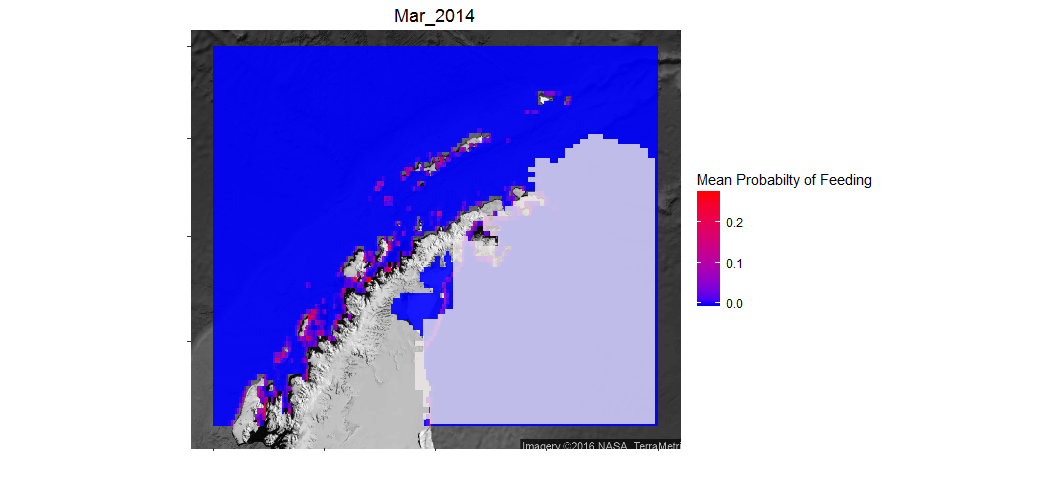 Mar_2014
Mean Probabilty of Feeding
0.2
0.1
0.0
Imagery ©2016 NASA, TerraMetri